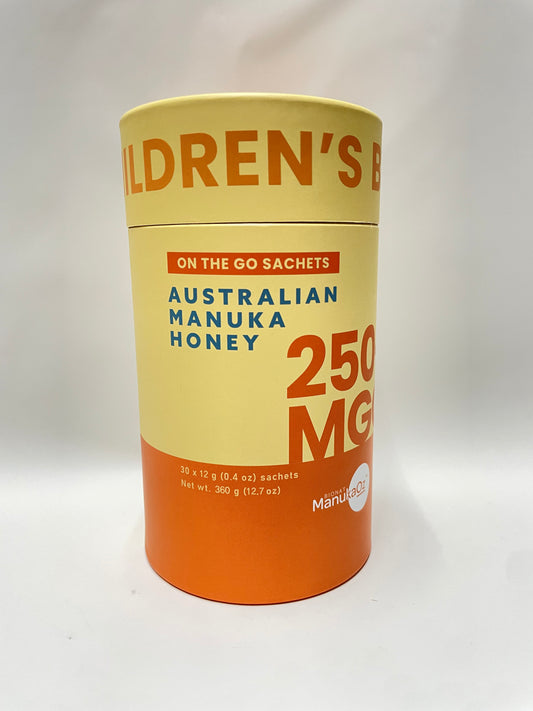 ILDREN'S B
ON THE GO SACHETS
AUSTRALIAN
MANUKA
HONEY
250
MG
30 x 12 g (0.4 oz) sachets
Net wt. 360 g (12.7 oz)
BIONA
ManukaOz